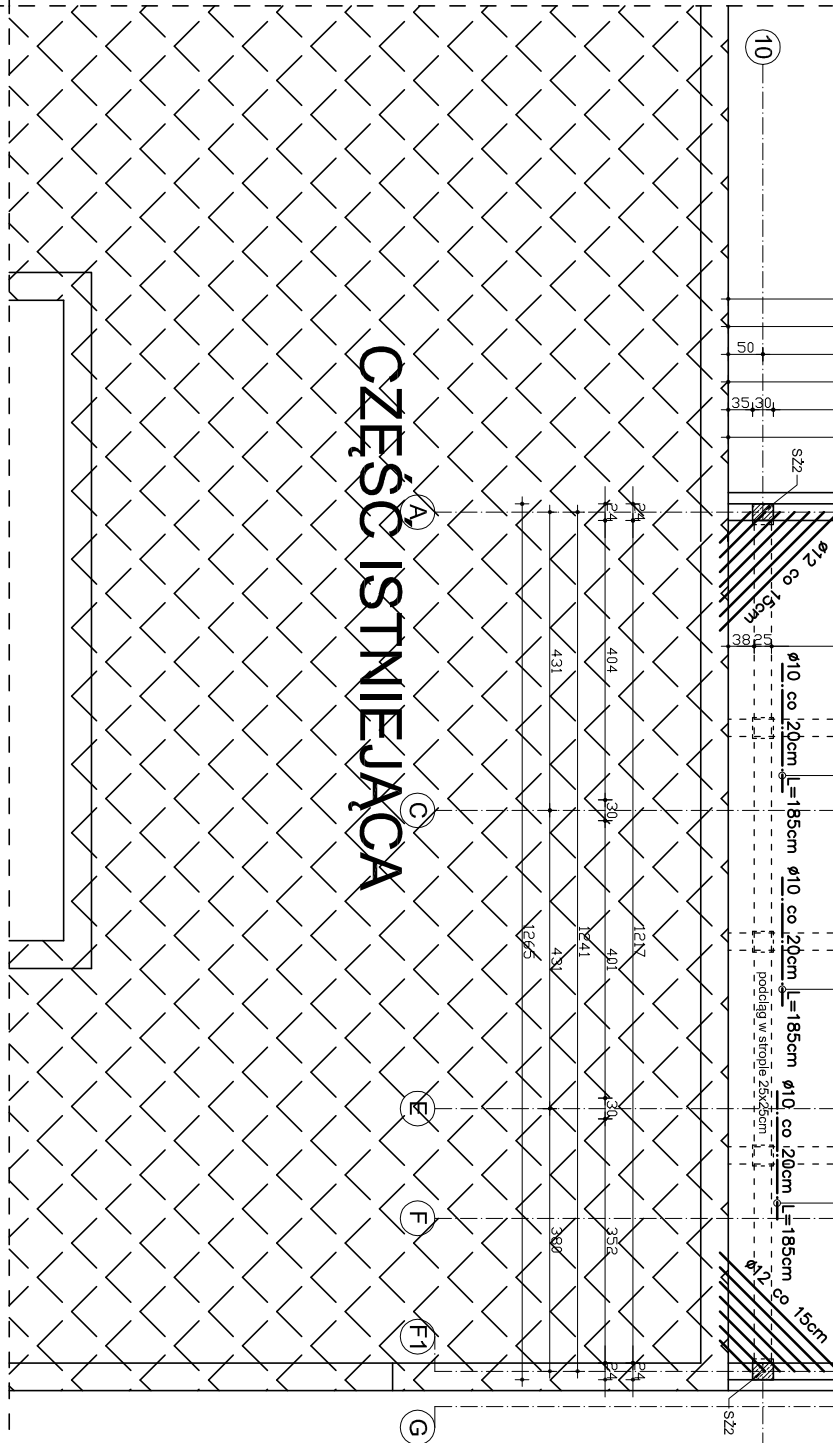 10
50
35 30
SŻ2
ø12 co 15cm
38 25
ø10 co 20cm L=185cm
ø10 co 20cm L=185cm
ø10 co 20cm L=185cm
podciąg w stropie 25x25cm
ø12 co 15cm
SŻ2
CZĘŚĆ ISTNIEJĄCA
A
C
E
F
F1
G
24
24
431
404
30
1265
431
1241
401
1217
30
380
352
24
24